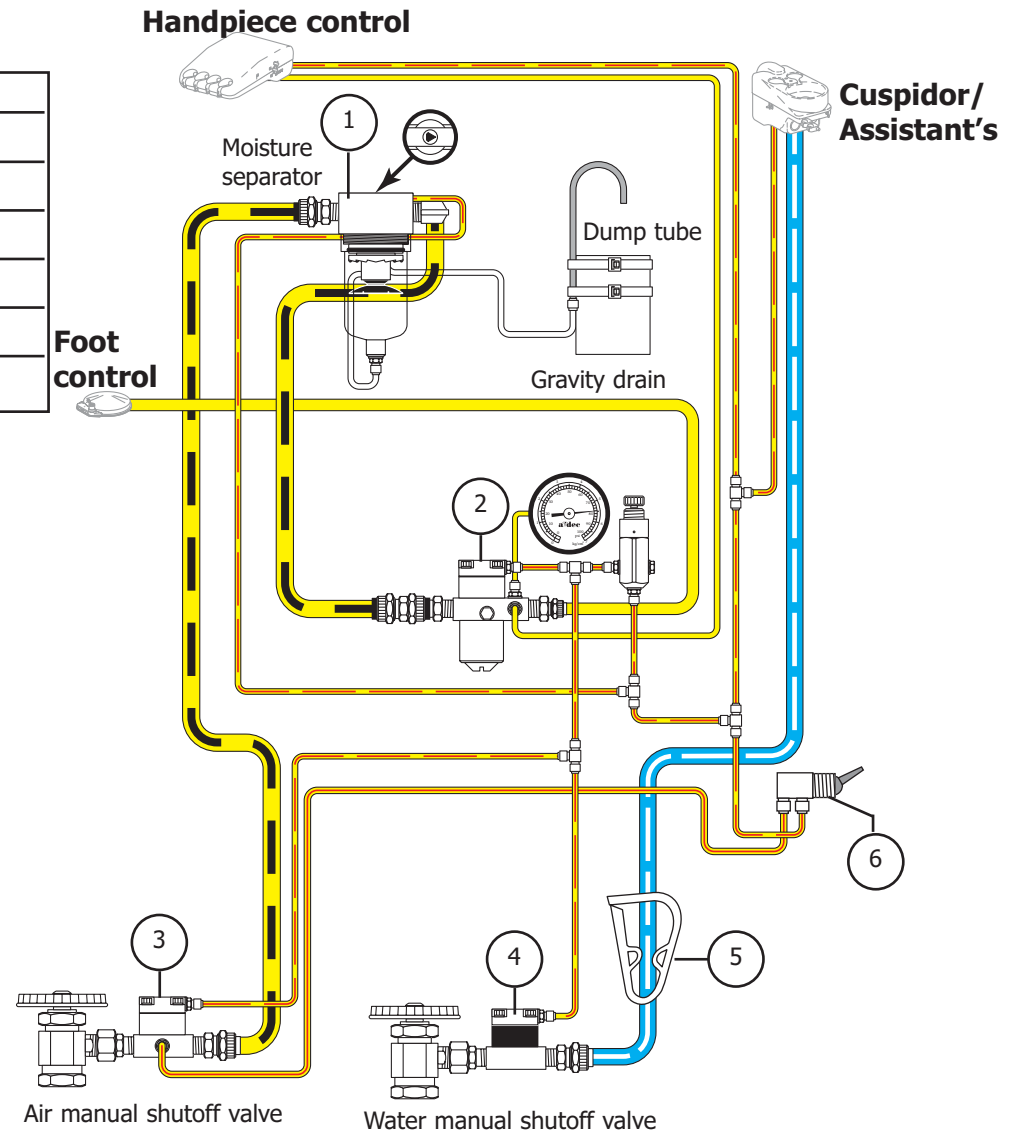 Handpiece control
Cuspidor/
Assistant's
1
Moisture
separator
Dump tube
Gravity drain
Foot
control
2
a-dec
6
3
4
5
Air manual shutoff valve
Water manual shutoff valve